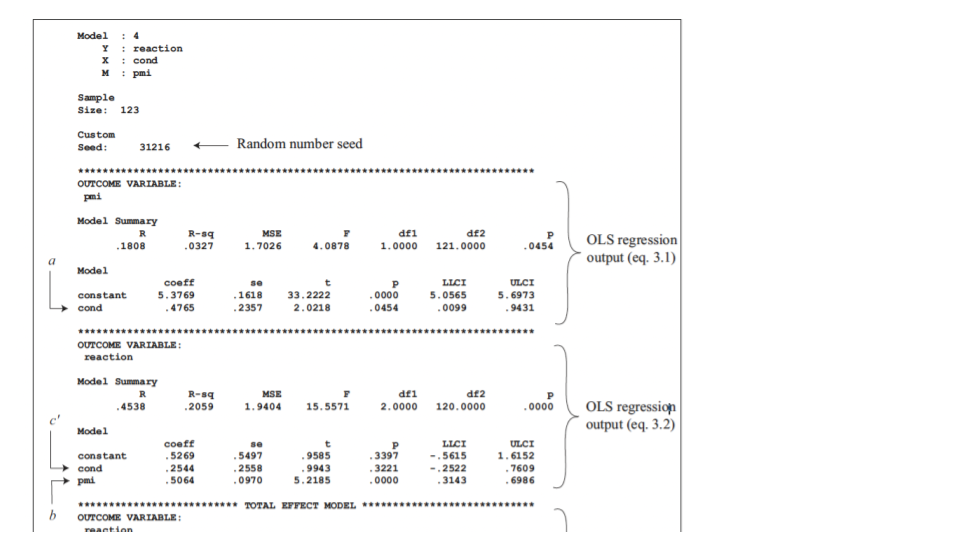 Model : 4
Y : reaction
X : cond
M : pmi
Sample
Size: 123
Custom
Seed: 31216 Random number seed
**************************************************************************
OUTCOME VARIABLE:
pmi
Model Summary
R R-sq MSE F df1 df2 p
.1808 .0327 1.7026 4.0878 1.0000 121.0000 .0454
OLS regression
output (eq. 3.1)
a
Model
coeff se t p LLCI ULCI
constant 5.3769 .1618 33.2222 .0000 5.0565 5.6973
cond .4765 .2357 2.0218 .0454 .0099 .9431
**************************************************************************
OUTCOME VARIABLE:
reaction
Model Summary
R R-sq MSE F df1 df2 p
.4538 .2059 1.9404 15.5571 2.0000 120.0000 .0000
OLS regression
output (eq. 3.2)
c'
Model
coeff se t p LLCI ULCI
constant .5269 .5497 .9585 .3397 -.5615 1.6152
cond .2544 .2558 .9943 .3221 -.2522 .7609
pmi .5064 .0970 5.2185 .0000 .3143 .6986
************************** TOTAL EFFECT MODEL ****************************
b
OUTCOME VARIABLE:
reaction